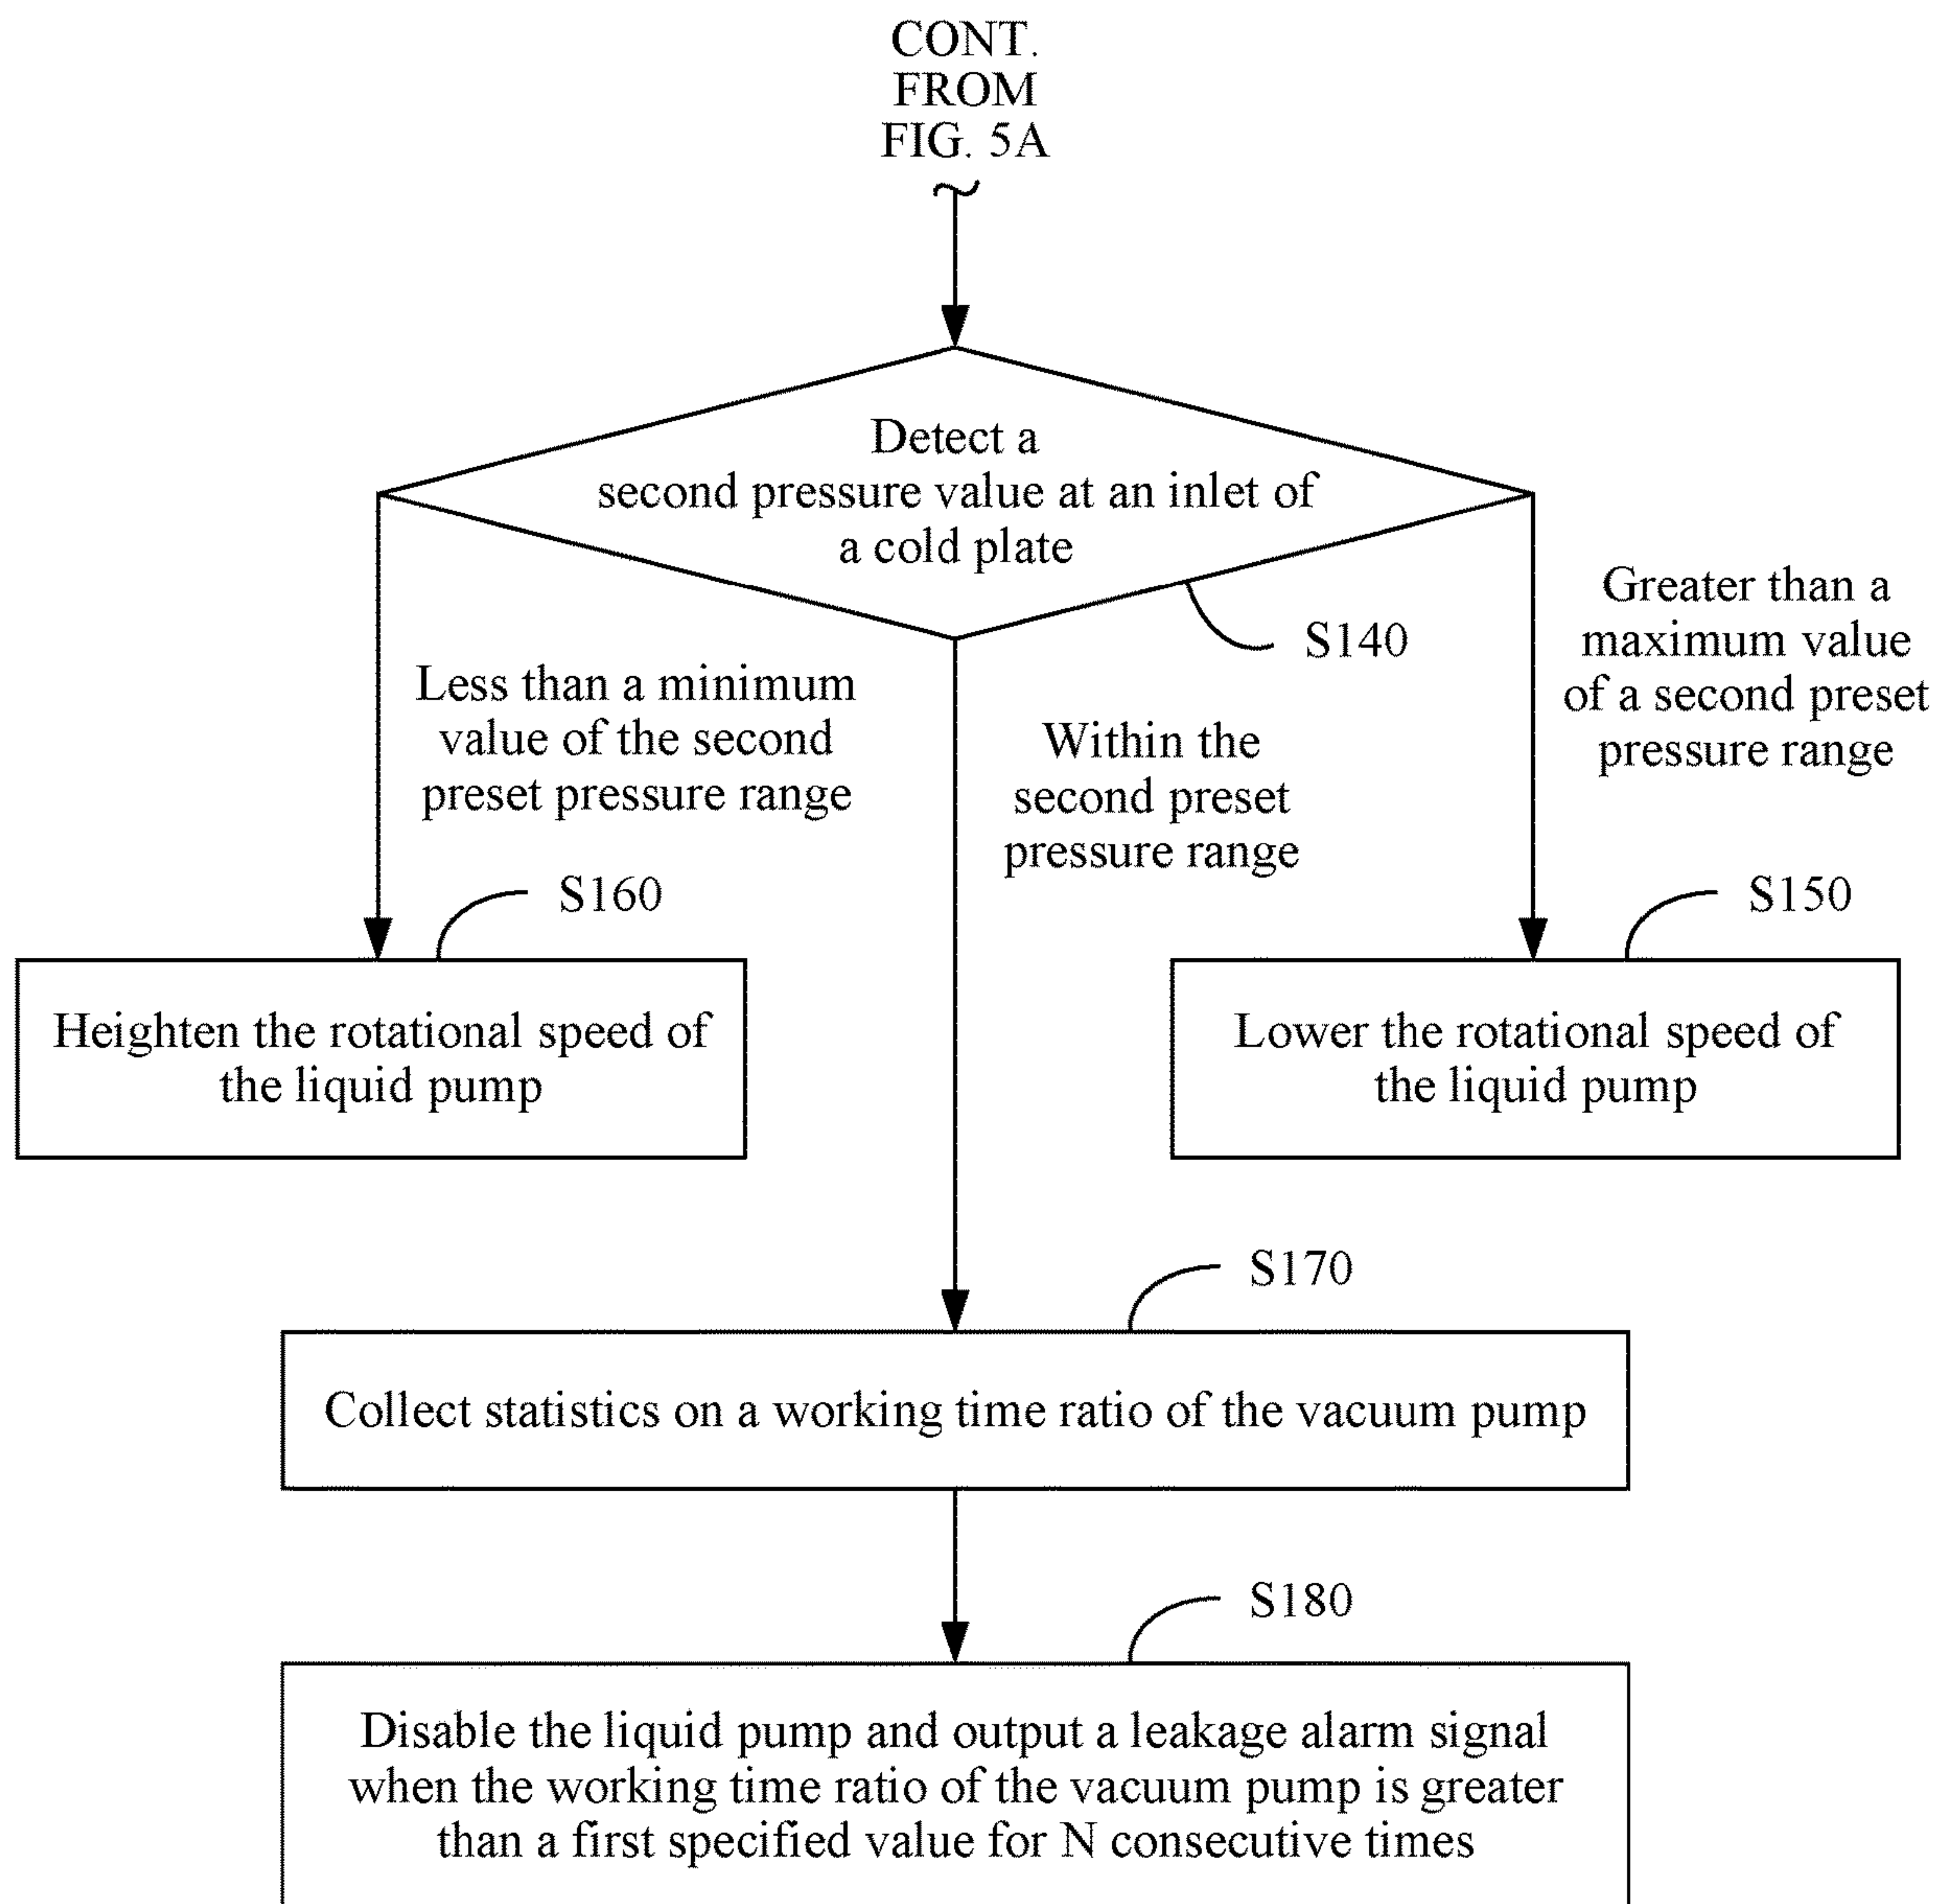 CONT.
FROM
FIG. 5A
Detect a
second pressure value at an inlet of
a cold plate
S140
Less than a minimum
value of the second
preset pressure range
Within the
second preset
pressure range
Greater than a
maximum value
of a second preset
pressure range
S160
S150
Heighten the rotational speed of
the liquid pump
Lower the rotational speed of
the liquid pump
S170
Collect statistics on a working time ratio of the vacuum pump
S180
Disable the liquid pump and output a leakage alarm signal
when the working time ratio of the vacuum pump is greater
than a first specified value for N consecutive times